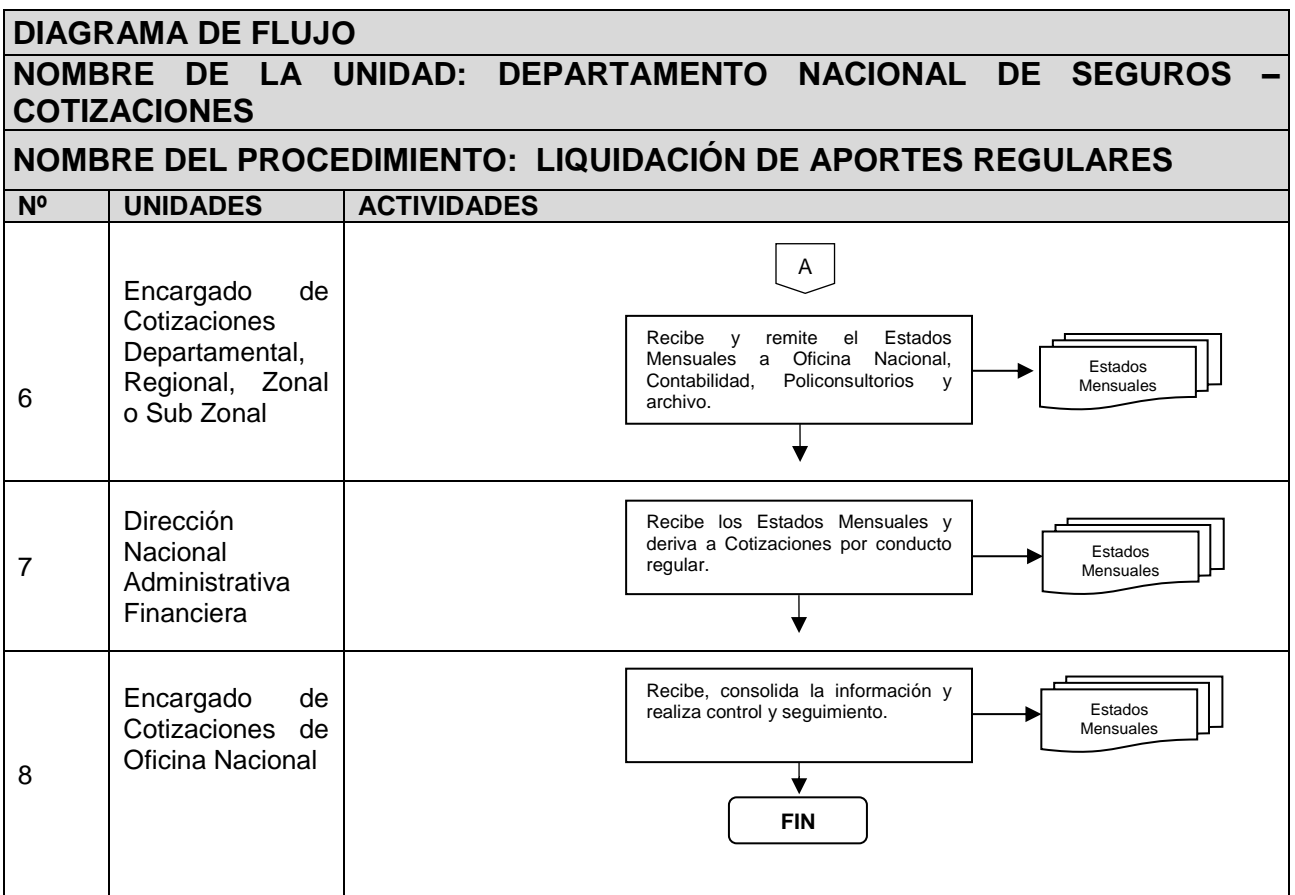 DIAGRAMA DE FLUJO
NOMBRE DE LA UNIDAD: DEPARTAMENTO NACIONAL DE SEGUROS –
COTIZACIONES
NOMBRE DEL PROCEDIMIENTO: LIQUIDACIÓN DE APORTES REGULARES
Nº UNIDADES ACTIVIDADES
6
Encargado de
Cotizaciones
Departamental,
Regional, Zonal
o Sub Zonal
A
Recibe y remite el Estados
Mensuales a Oficina Nacional,
Contabilidad, Policonsultorios y
archivo.
Estados
Mensuales
7
Dirección
Nacional
Administrativa
Financiera
Recibe los Estados Mensuales y
deriva a Cotizaciones por conducto
regular.
Estados
Mensuales
8
Encargado de
Cotizaciones de
Oficina Nacional
Recibe, consolida la información y
realiza control y seguimiento.
Estados
Mensuales
FIN